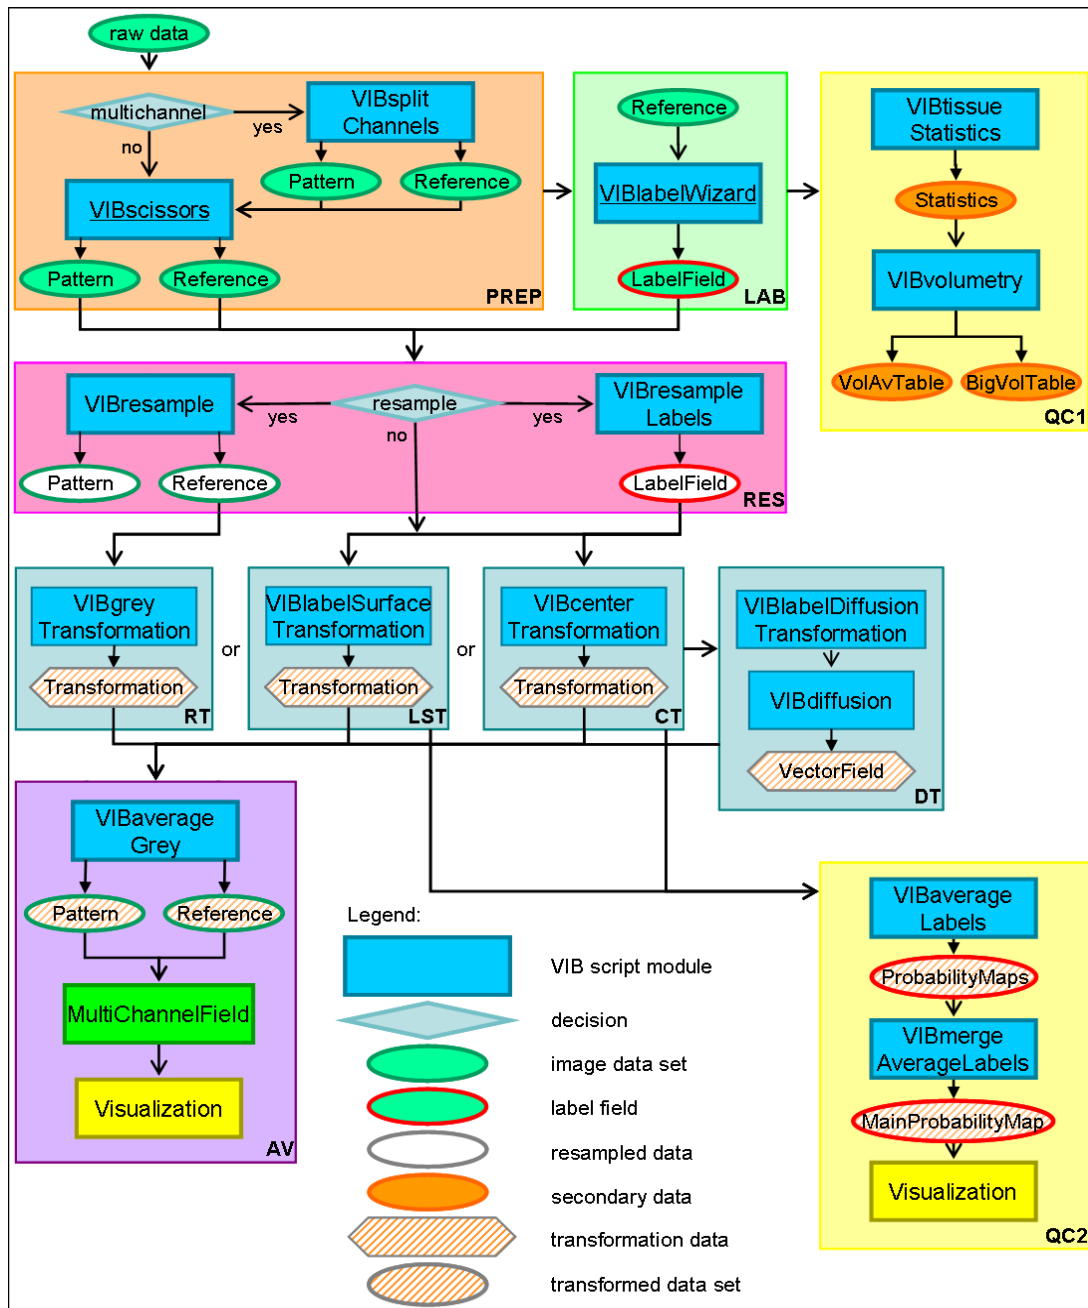 raw data
multichannel
yes
no
VIBsplit
Channels
Pattern
Reference
VIBscissors
Pattern
Reference
PREP
Reference
VIBlabelWizard
LabelField
LAB
VIBtissue
Statistics
Statistics
VIBvolumetry
VolAvTable
BigVolTable
QC1
VIBresample
yes
resample
no
yes
VIBresample
Labels
Pattern
Reference
LabelField
RES
VIBgrey
Transformation
Transformation
RT
or
VIBlabelSurface
Transformation
Transformation
LST
or
VIBcenter
Transformation
Transformation
CT
VIBlabelDiffusion
Transformation
VIBdiffusion
VectorField
DT
VIBaverage
Grey
Pattern
Reference
MultiChannelField
Visualization
AV
Legend:
VIB script module
decision
image data set
label field
resampled data
secondary data
transformation data
transformed data set
VIBaverage
Labels
ProbabilityMaps
VIBmerge
AverageLabels
MainProbabilityMap
Visualization
QC2